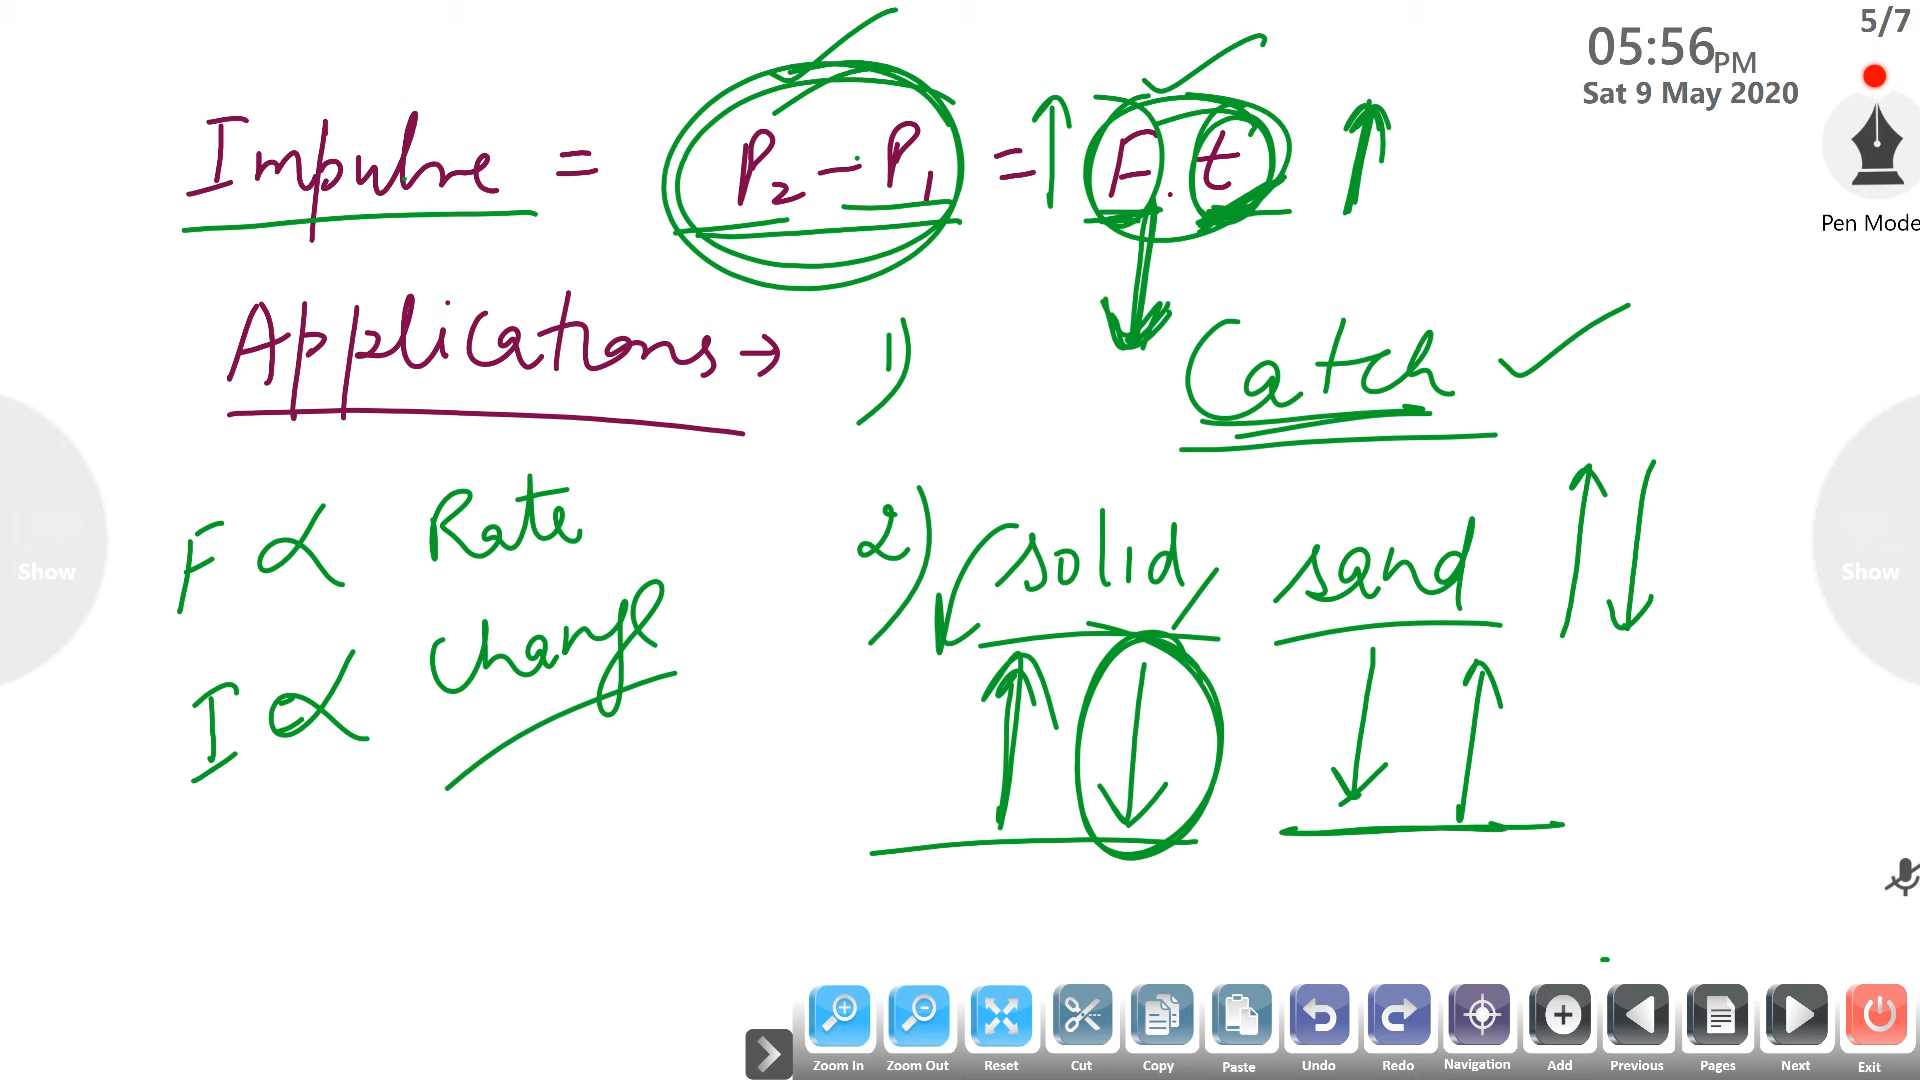 5/7
05:56PM
Sat 9 May 2020
Pen Mode
Impulse = P₂ - P₁ = F.t
Applications → 1) Catch
F ∝ Rate
I ∝ Change
2) solid sand
Show
Show
Zoom In Zoom Out Reset Cut Copy Paste Undo Redo Navigation Add Previous Pages Next Exit